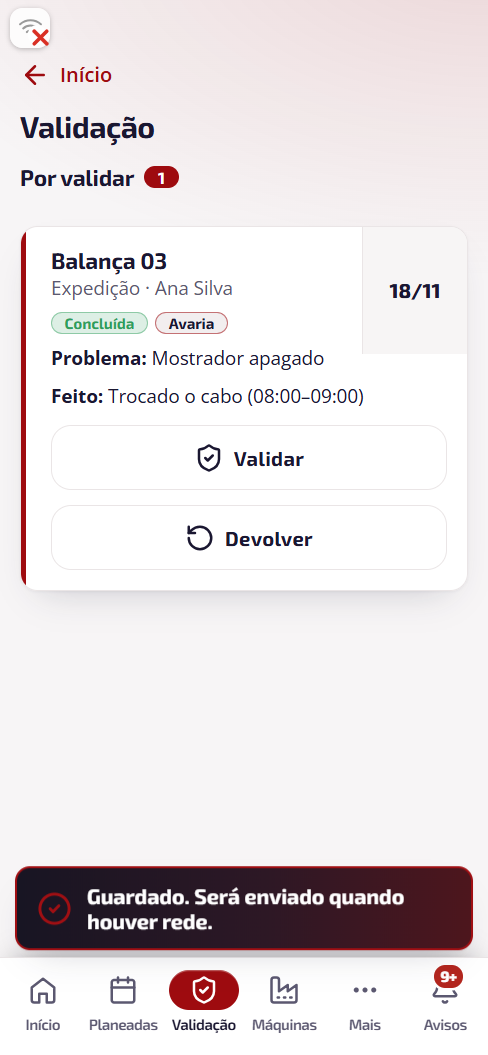 Início
Validação
Por validar 1
Balança 03
Expedição · Ana Silva
18/11
Concluída Avaria
Problema: Mostrador apagado
Feito: Trocado o cabo (08:00–09:00)
Validar
Devolver
Guardado. Será enviado quando
houver rede.
9+
Início Planeadas Validação Máquinas Mais Avisos